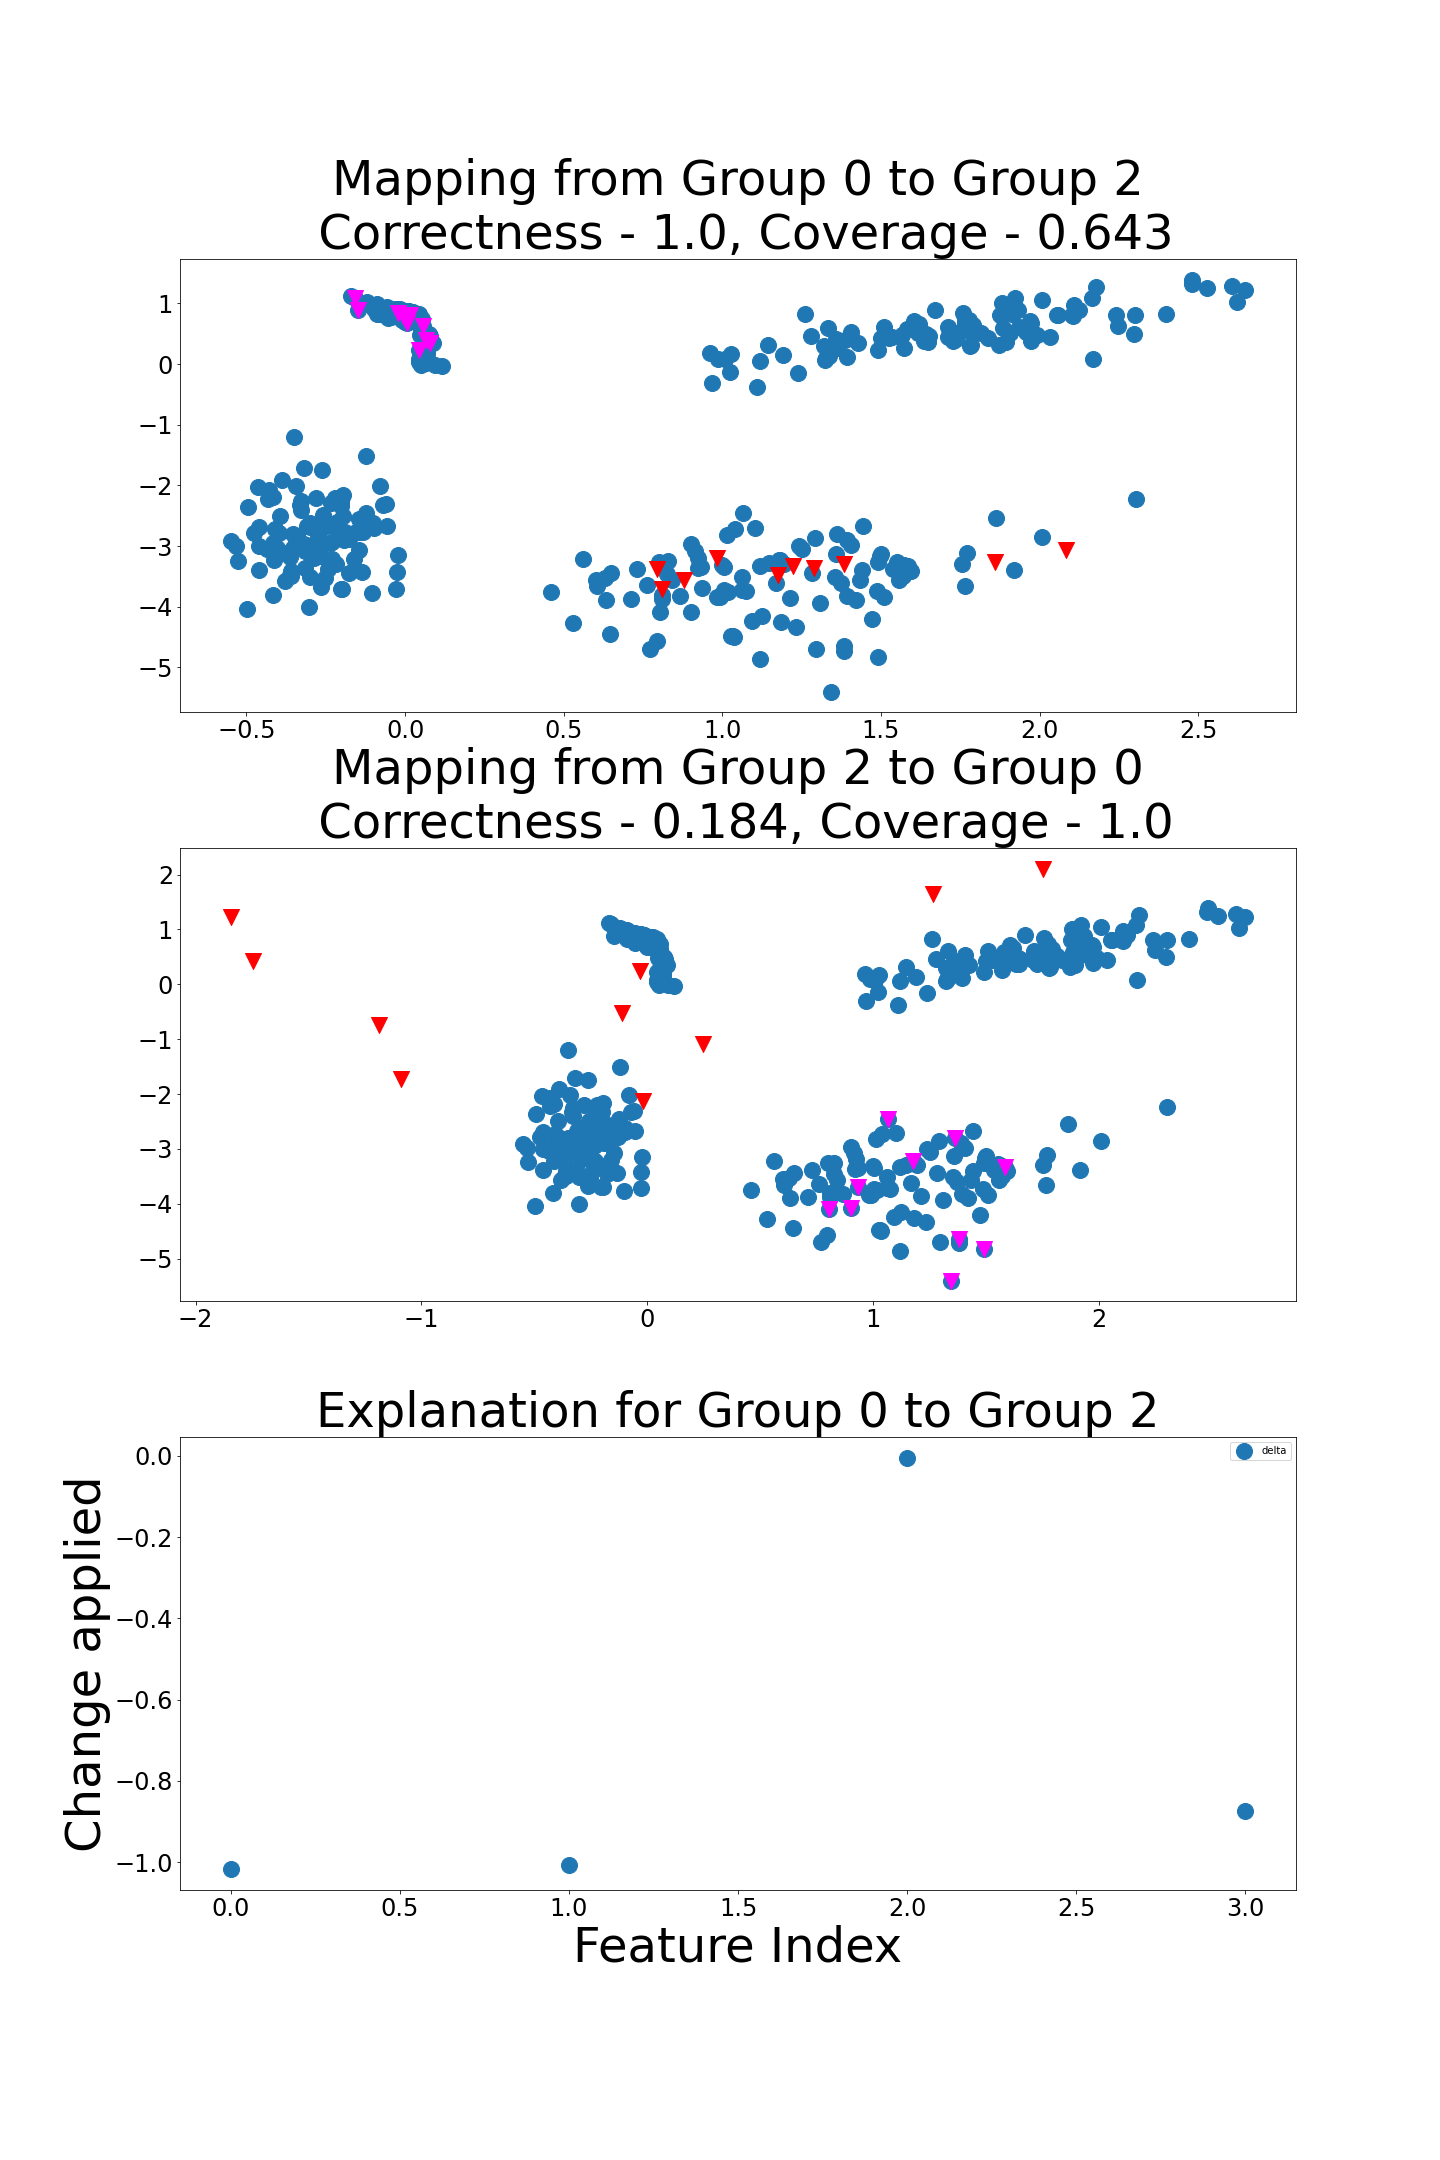 Mapping from Group 0 to Group 2
Correctness - 1.0, Coverage - 0.643
1
0
−1
−2
−3
−4
−5
−0.5 0.0 0.5 1.0 1.5 2.0 2.5
Mapping from Group 2 to Group 0
Correctness - 0.184, Coverage - 1.0
2
1
0
−1
−2
−3
−4
−5
−2 −1 0 1 2
Explanation for Group 0 to Group 2
delta
Change applied
0.0
−0.2
−0.4
−0.6
−0.8
−1.0
0.0 0.5 1.0 1.5 2.0 2.5 3.0
Feature Index